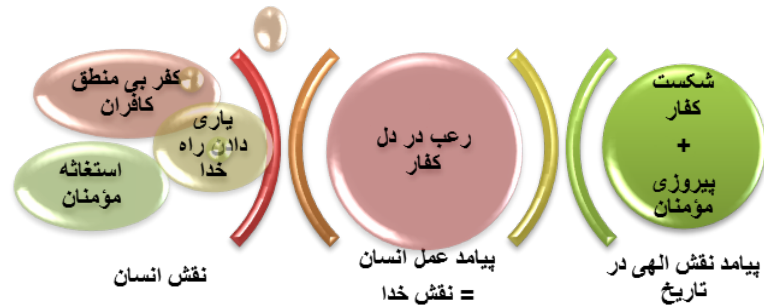 کفر بی منطق
کافران
یاری
دادن راه
خدا
استغاثه
مؤمنان
نقش انسان
رعب در دل
کفار
پیامد عمل انسان
= نقش خدا
شکست
کفار
+
پیروزی
مؤمنان
پیامد نقش الهی در
تاریخ